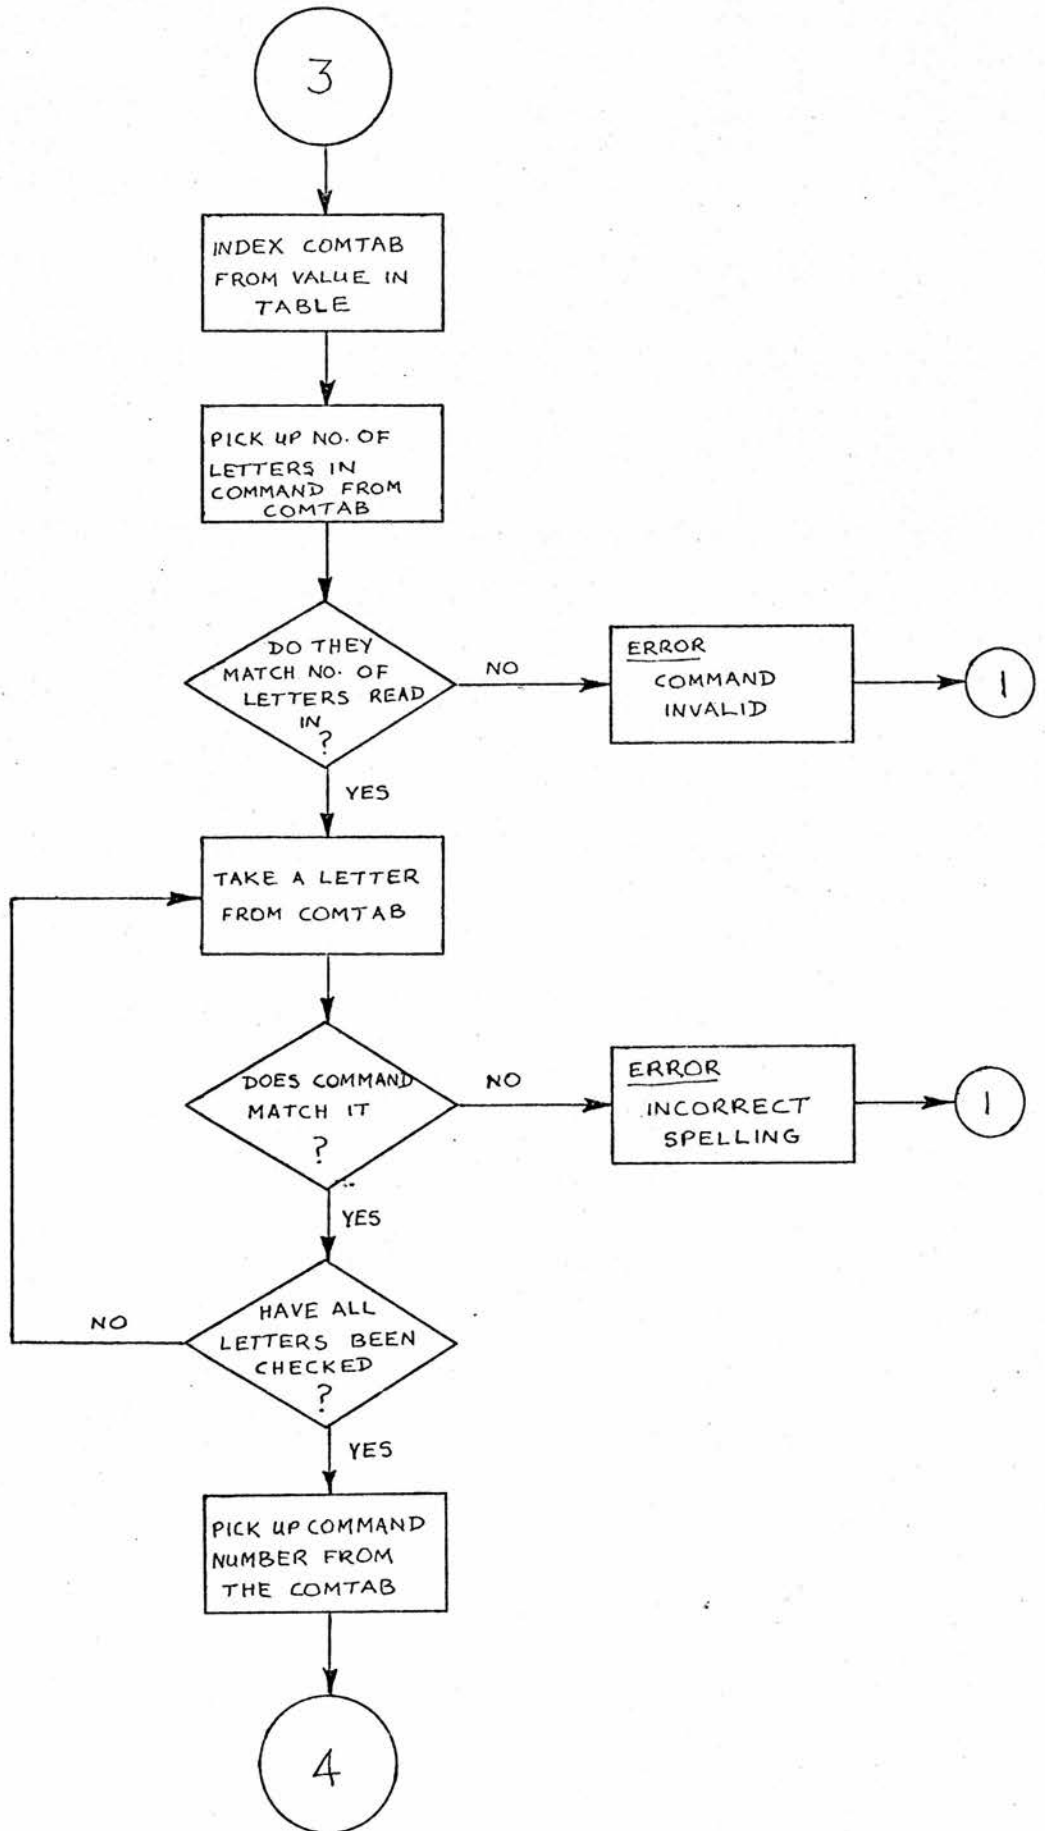 3
INDEX COMTAB
FROM VALUE IN
TABLE
PICK UP NO. OF
LETTERS IN
COMMAND FROM
COMTAB
DO THEY
MATCH NO. OF
LETTERS READ
IN
?
NO
ERROR
COMMAND
INVALID
1
YES
TAKE A LETTER
FROM COMTAB
DOES COMMAND
MATCH IT
?
NO
ERROR
INCORRECT
SPELLING
1
YES
HAVE ALL
LETTERS BEEN
CHECKED
?
NO
YES
PICK UP COMMAND
NUMBER FROM
THE COMTAB
4